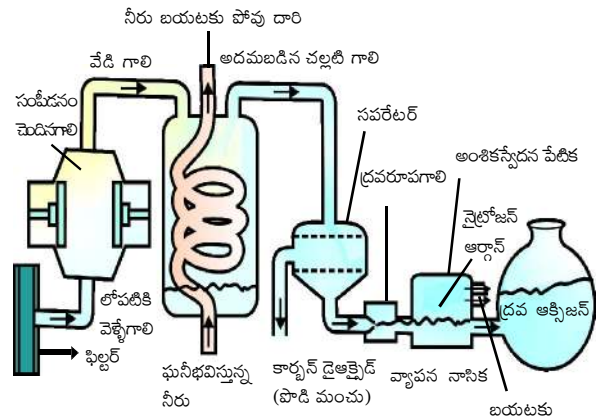 నీరు బయటకు పోవు దారి
వేడి గాలి
అదమబడిన చల్లటి గాలి
సంపీడనం
చెందినగాలి
సపరేటర్
అంశికస్వేదన పేటిక
ద్రవరూపగాలి
నైట్రోజన్
ఆర్గాన్
లోపటికి
వెళ్ళేగాలి
ద్రవ ఆక్సిజన్
ఫిల్టర్
ఘనీభవిస్తున్న
నీరు
కార్బన్ డైఆక్సైడ్
(పొడి మంచు)
వ్యాపన నాసిక
బయటకు